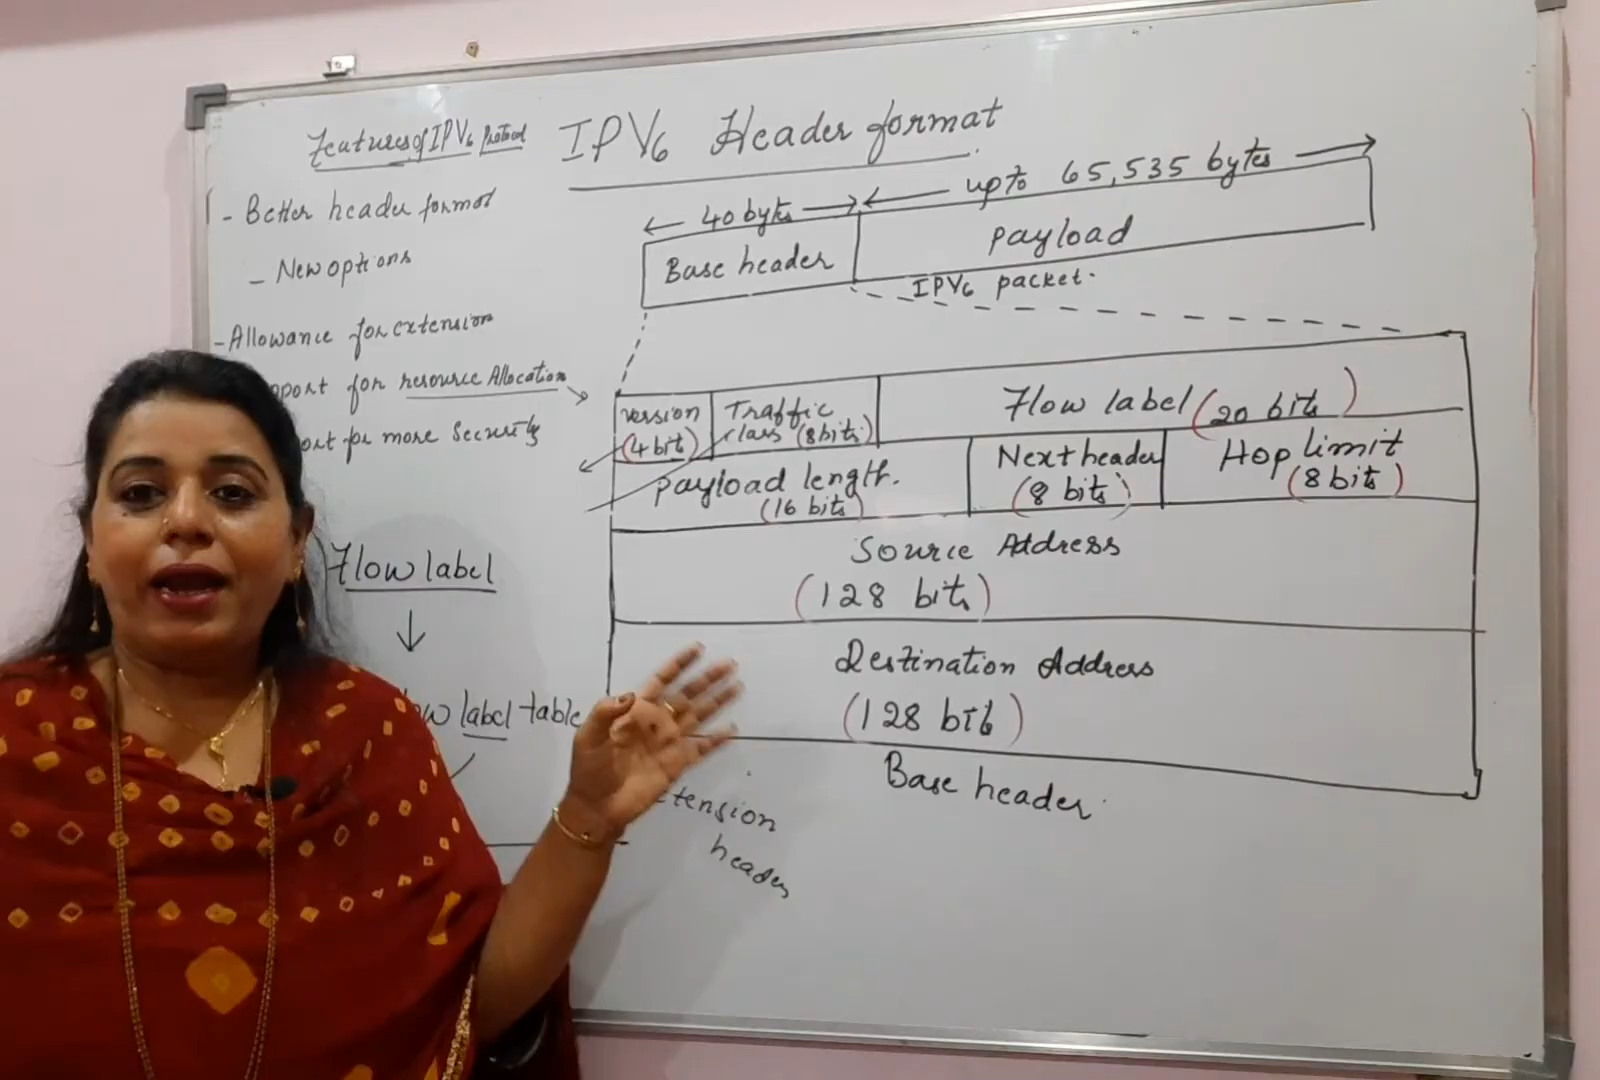 Features of IPV6 Protocol
IPV6 Header format
- Better header format
- New options
- Allowance for extension
for resource Allocation
for more Security
40 bytes
upto 65,535 bytes
Base header
Payload
IPV6 packet.
version
(4 bit)
Traffic
class (8 bits)
Flow label (20 bits)
Payload length.
(16 bits)
Next header
(8 bits)
Hop limit
(8 bit)
Source Address
(128 bits)
Destination Address
(128 bits)
Base header
Flow label
label table
header